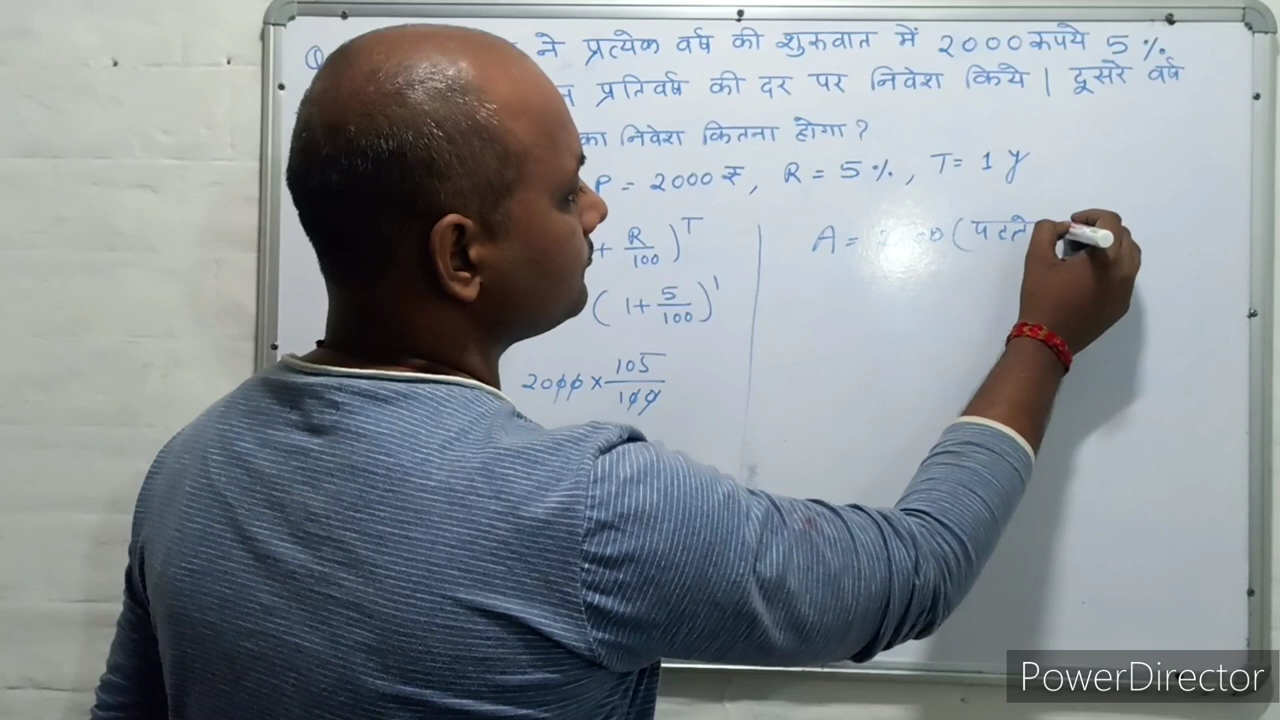 Q ने प्रत्येक वर्ष की शुरुवात में 2000 रूपये 5 %
प्रतिवर्ष की दर पर निवेश किये | दूसरे वर्ष
का निवेश कितना होगा ?
P = 2000 ₹, R = 5 %, T = 1 y
+ R/100 )^T
( 1 + 5/100 )^1
2000 × 105/100
A = ( पहले
PowerDirector